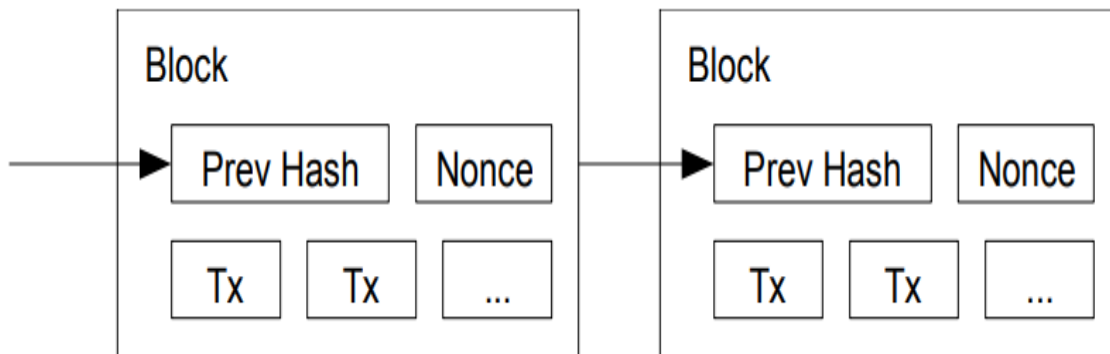 Block
Prev Hash Nonce
Tx Tx ...
Block
Prev Hash Nonce
Tx Tx ...